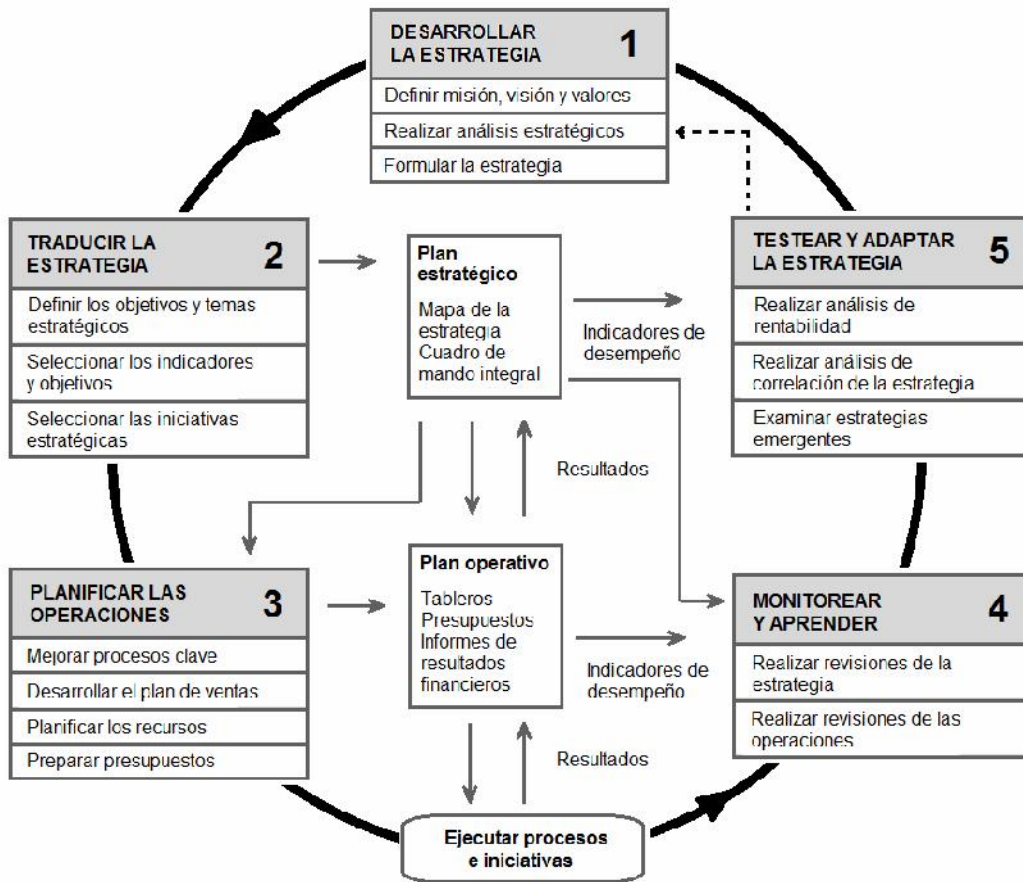 DESARROLLAR
LA ESTRATEGIA
1
Definir misión, visión y valores
Realizar análisis estratégicos
Formular la estrategia
TRADUCIR LA
ESTRATEGIA
2
Definir los objetivos y temas
estratégicos
Seleccionar los indicadores
y objetivos
Seleccionar las iniciativas
estratégicas
Plan
estratégico
Mapa de la
estrategia
Cuadro de
mando integral
Indicadores de
desempeño
TESTEAR Y ADAPTAR
LA ESTRATEGIA
5
Realizar análisis de
rentabilidad
Realizar análisis de
correlación de la estrategia
Examinar estrategias
emergentes
Resultados
PLANIFICAR LAS
OPERACIONES
3
Mejorar procesos clave
Desarrollar el plan de ventas
Planificar los recursos
Preparar presupuestos
Plan operativo
Tableros
Presupuestos
Informes de
resultados
financieros
Indicadores de
desempeño
MONITOREAR
Y APRENDER
4
Realizar revisiones de la
estrategia
Realizar revisiones de las
operaciones
Resultados
Ejecutar procesos
e iniciativas